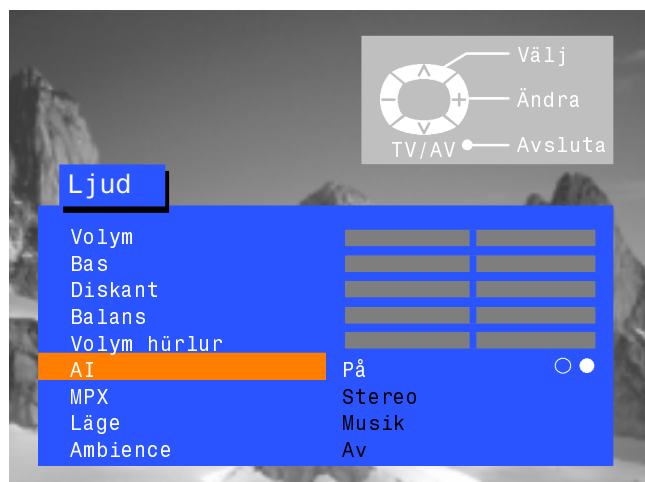 Välj
Ändra
TV/AV Avsluta
Ljud
Volym
Bas
Diskant
Balans
Volym hürlur
AI På
MPX Stereo
Läge Musik
Ambience Av